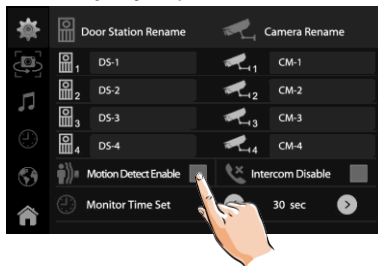 Door Station Rename Camera Rename
1 DS-1 1 CM-1
2 DS-2 2 CM-2
3 DS-3 3 CM-3
4 DS-4 4 CM-4
Motion Detect Enable Intercom Disable
Monitor Time Set 30 sec